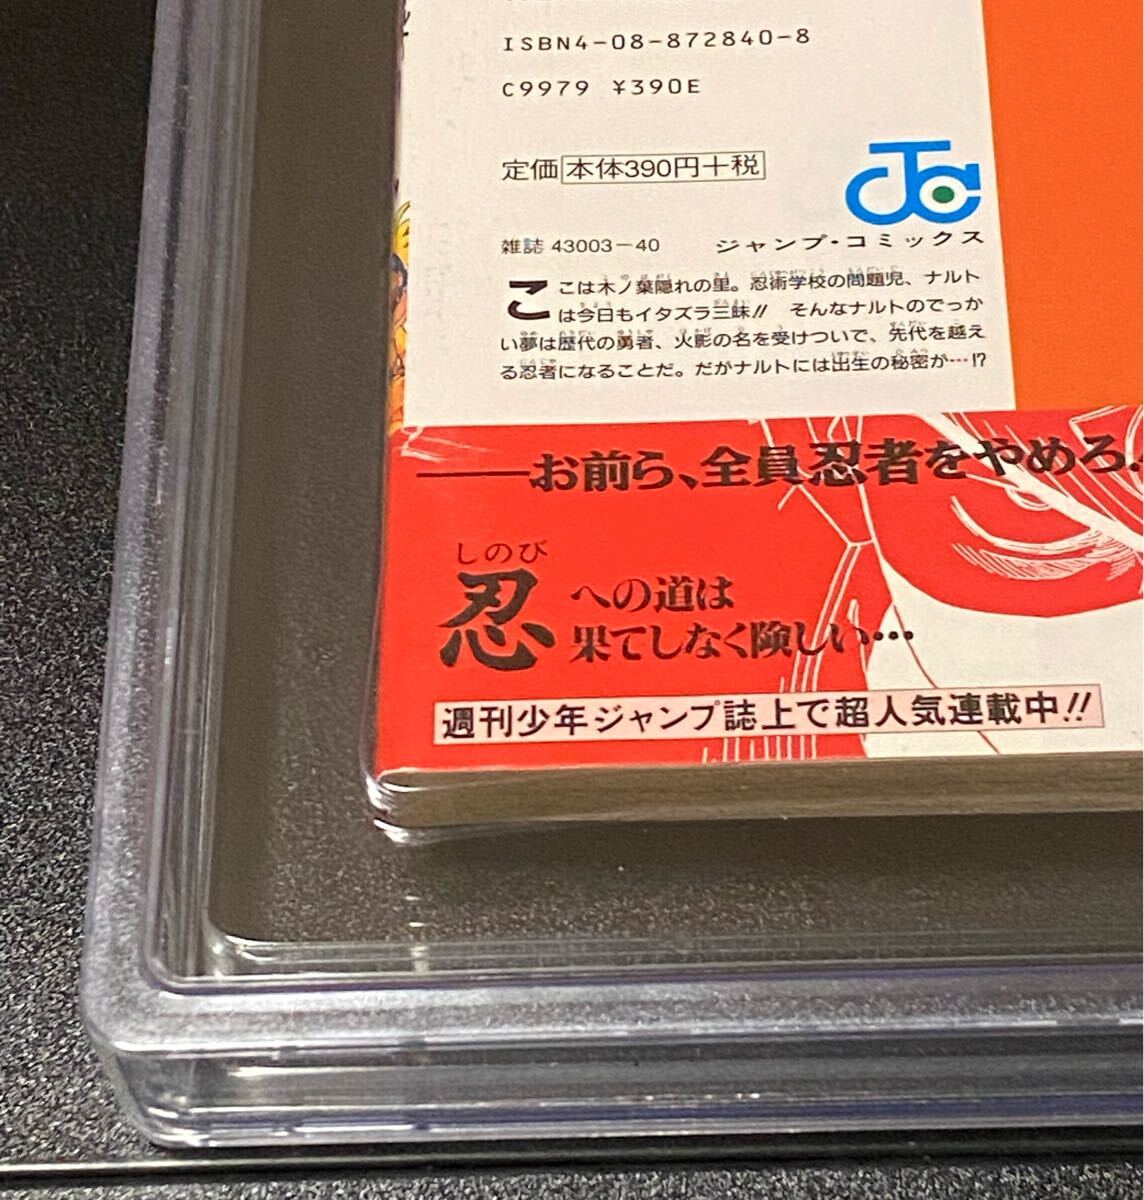 ISBN4-08-872840-8
C9979 ¥390E
定価 本体390円+税
JC
雑誌 43003-40
ジャンプ・コミックス
ここは木ノ葉隠れの里。忍術学校の問題児、ナルト
は今日もイタズラ三昧!! そんなナルトのでっか
い夢は歴代の勇者、火影の名を受けついで、先代を越え
る忍者になることだ。だがナルトには出生の秘密が…!?
――お前ら、全員忍者をやめろ
しのび
忍への道は
果てしなく険しい…
週刊少年ジャンプ誌上で超人気連載中!!